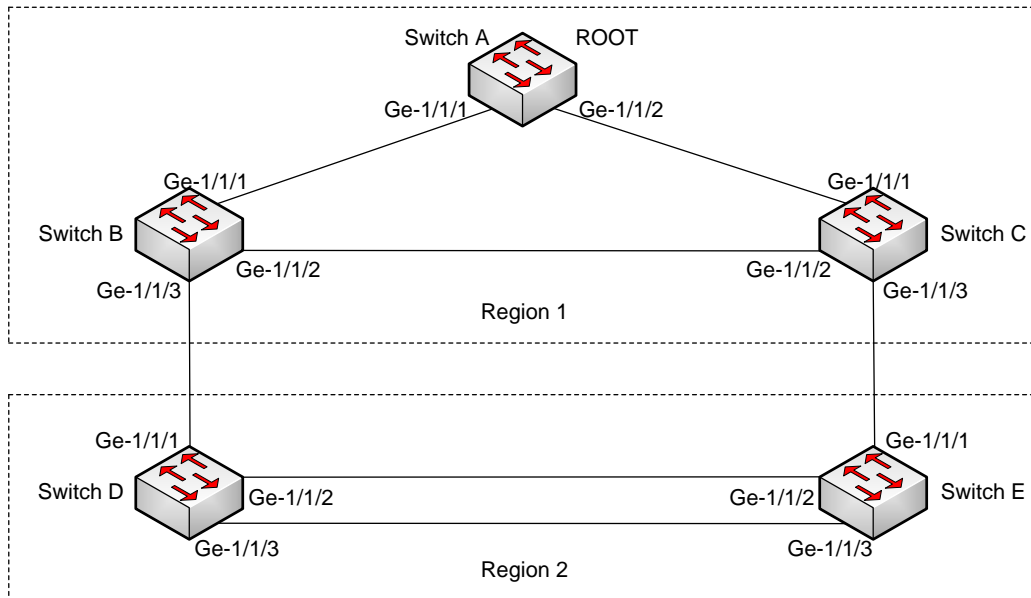 Switch A ROOT
Ge-1/1/1 Ge-1/1/2
Ge-1/1/1 Ge-1/1/1
Switch B Switch C
Ge-1/1/2 Ge-1/1/2
Ge-1/1/3 Ge-1/1/3
Region 1
Ge-1/1/1 Ge-1/1/1
Switch D Switch E
Ge-1/1/2 Ge-1/1/2
Ge-1/1/3 Ge-1/1/3
Region 2